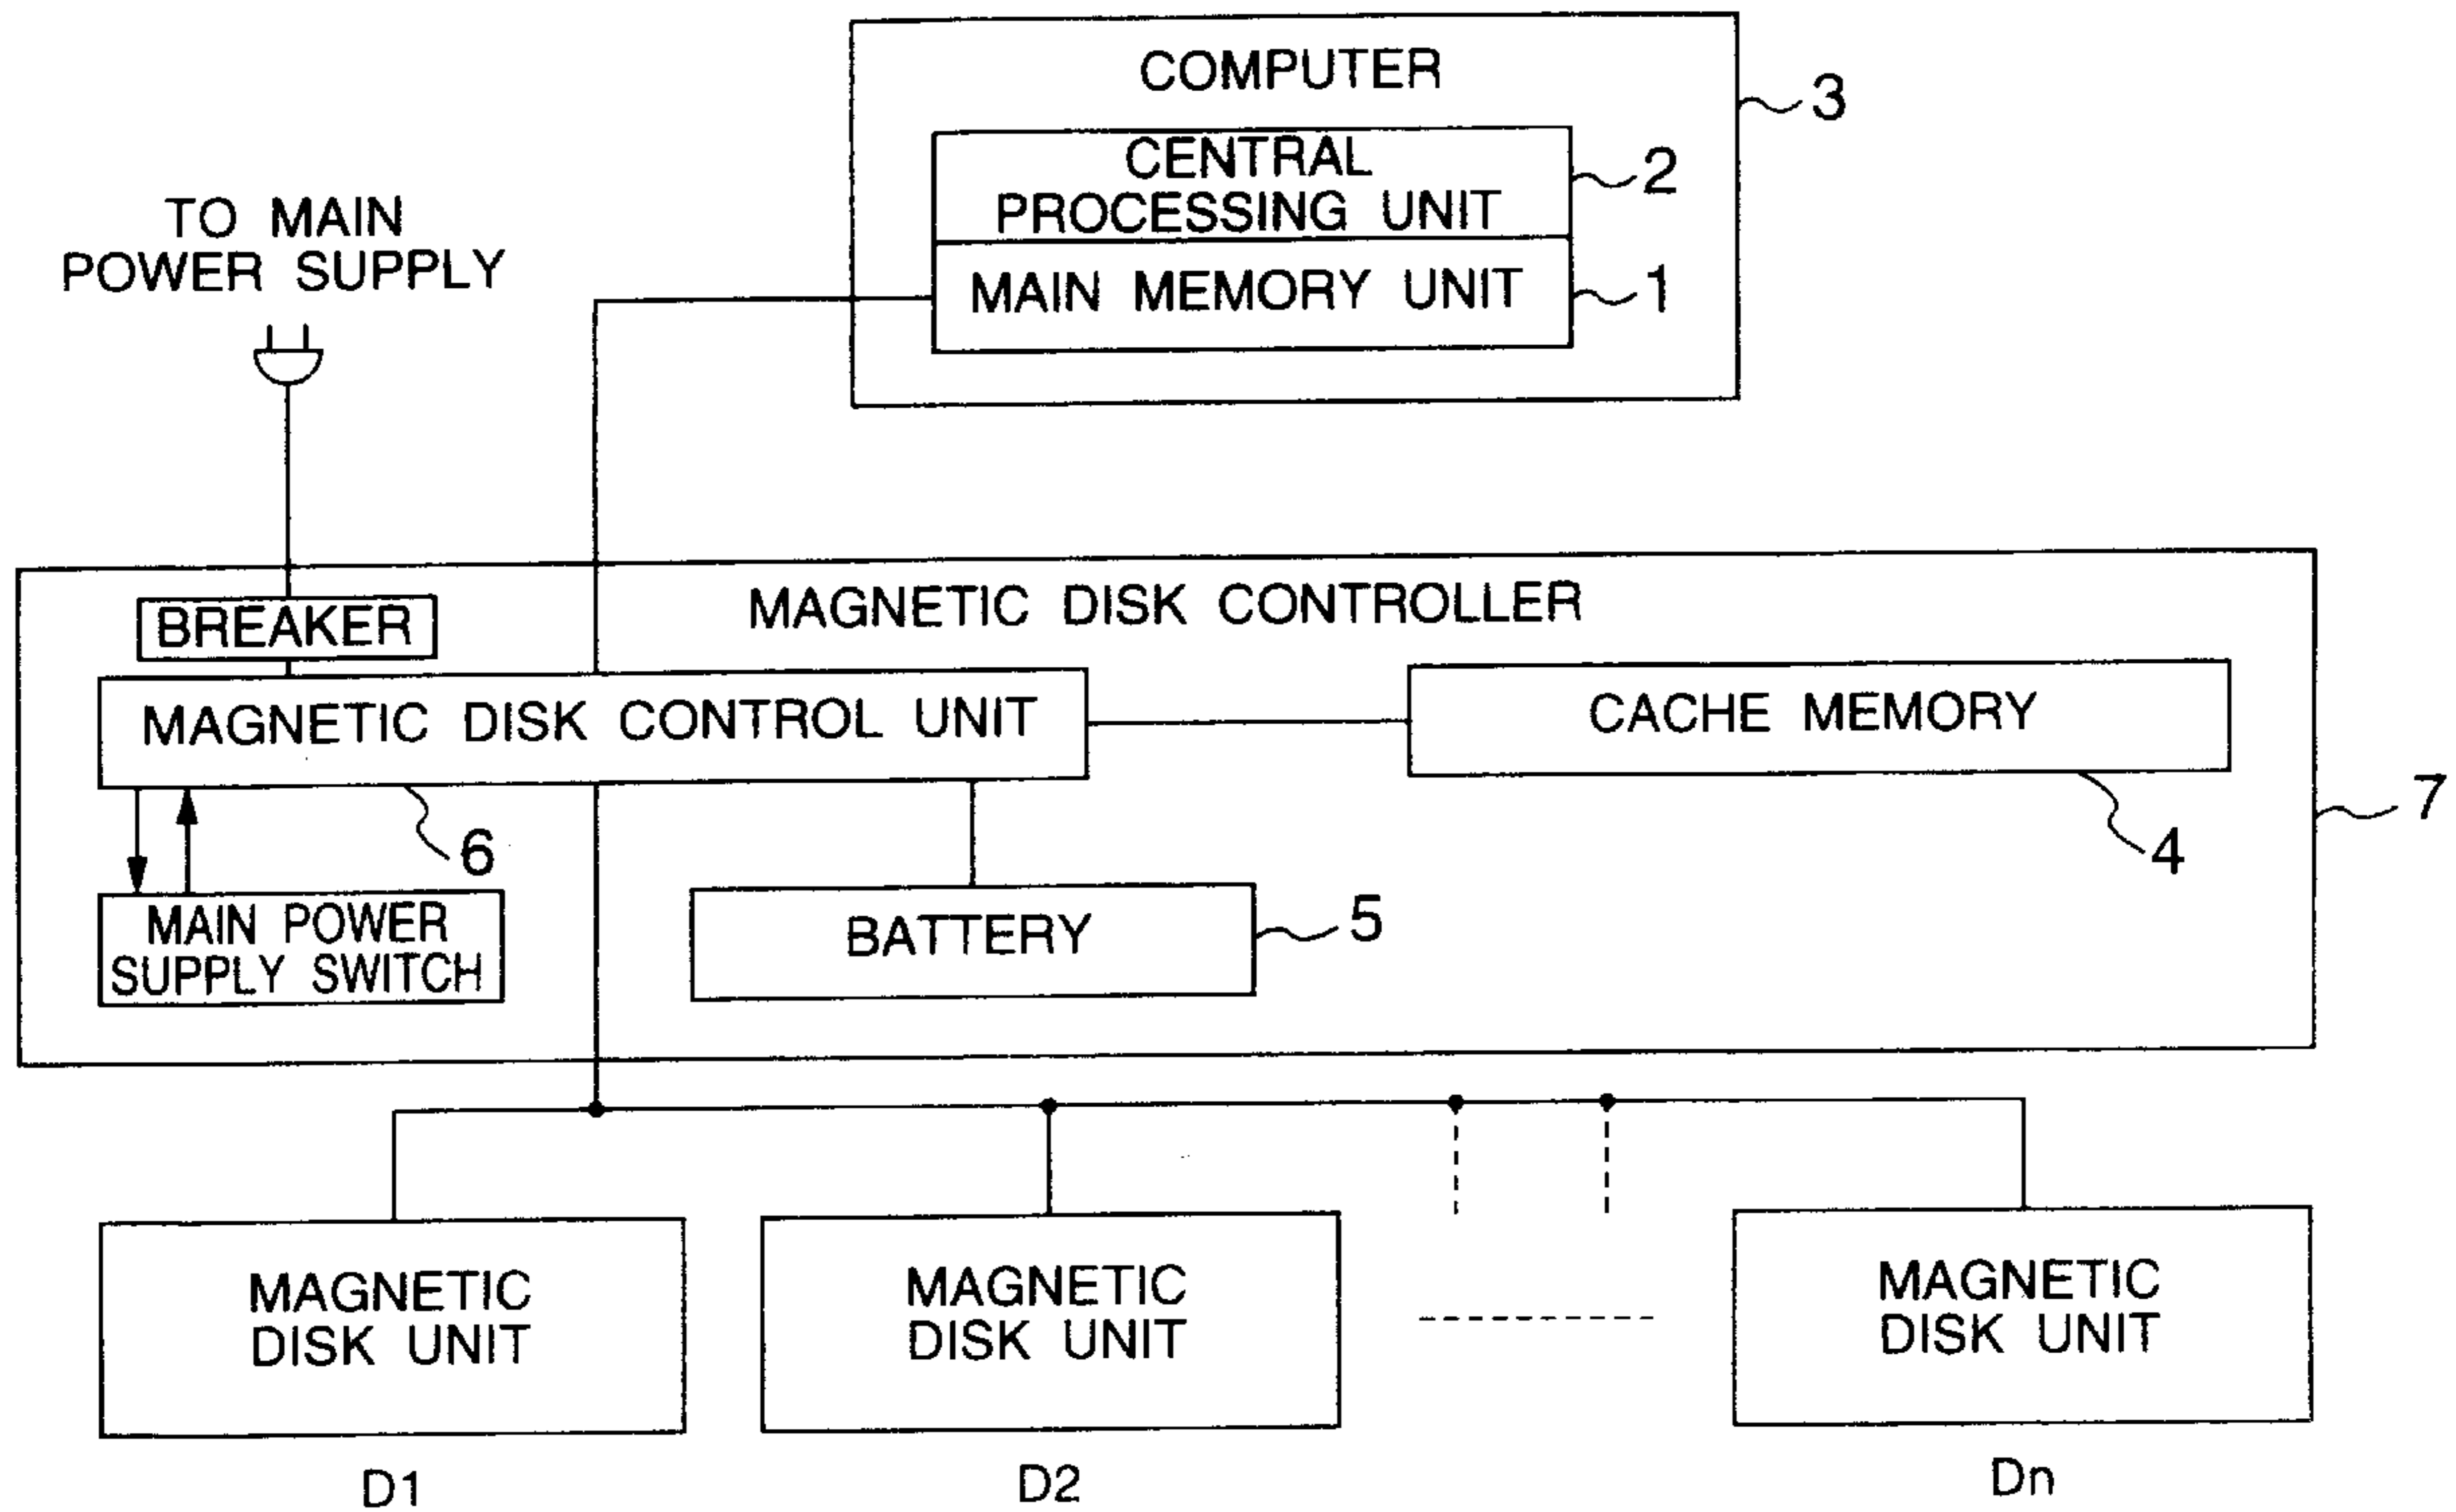 COMPUTER
3
CENTRAL
PROCESSING UNIT
2
MAIN MEMORY UNIT
1
TO MAIN
POWER SUPPLY
MAGNETIC DISK CONTROLLER
BREAKER
MAGNETIC DISK CONTROL UNIT
CACHE MEMORY
7
6
4
MAIN POWER
SUPPLY SWITCH
BATTERY
5
MAGNETIC
DISK UNIT
MAGNETIC
DISK UNIT
MAGNETIC
DISK UNIT
D1
D2
Dn